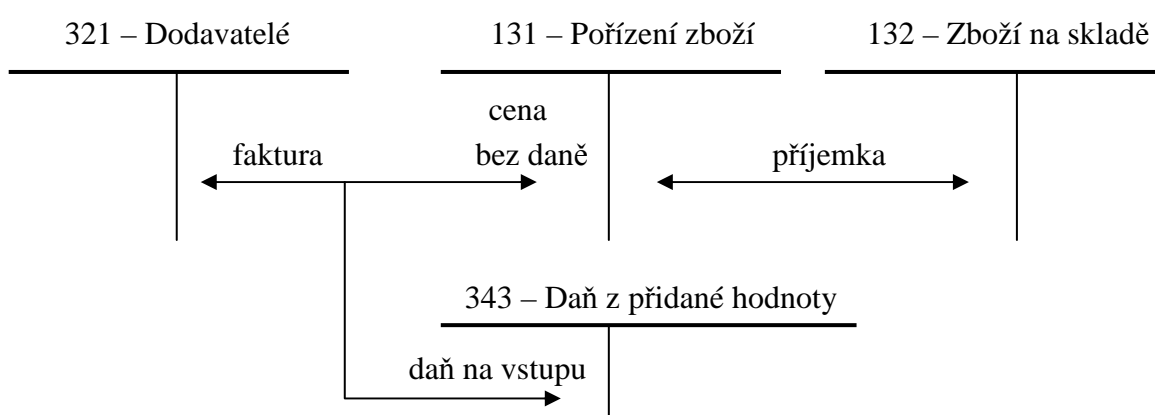 321 – Dodavatelé
131 – Pořízení zboží
132 – Zboží na skladě
cena
faktura
bez daně
příjemka
343 – Daň z přidané hodnoty
daň na vstupu